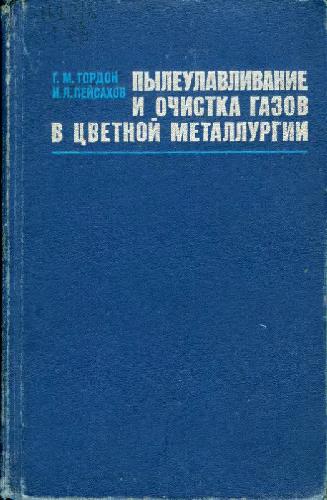 Г. М. ГОРДОН
И. Л. ПЕЙСАХОВ
ПЫЛЕУЛАВЛИВАНИЕ
И ОЧИСТКА ГАЗОВ
В ЦВЕТНОЙ МЕТАЛЛУРГИИ